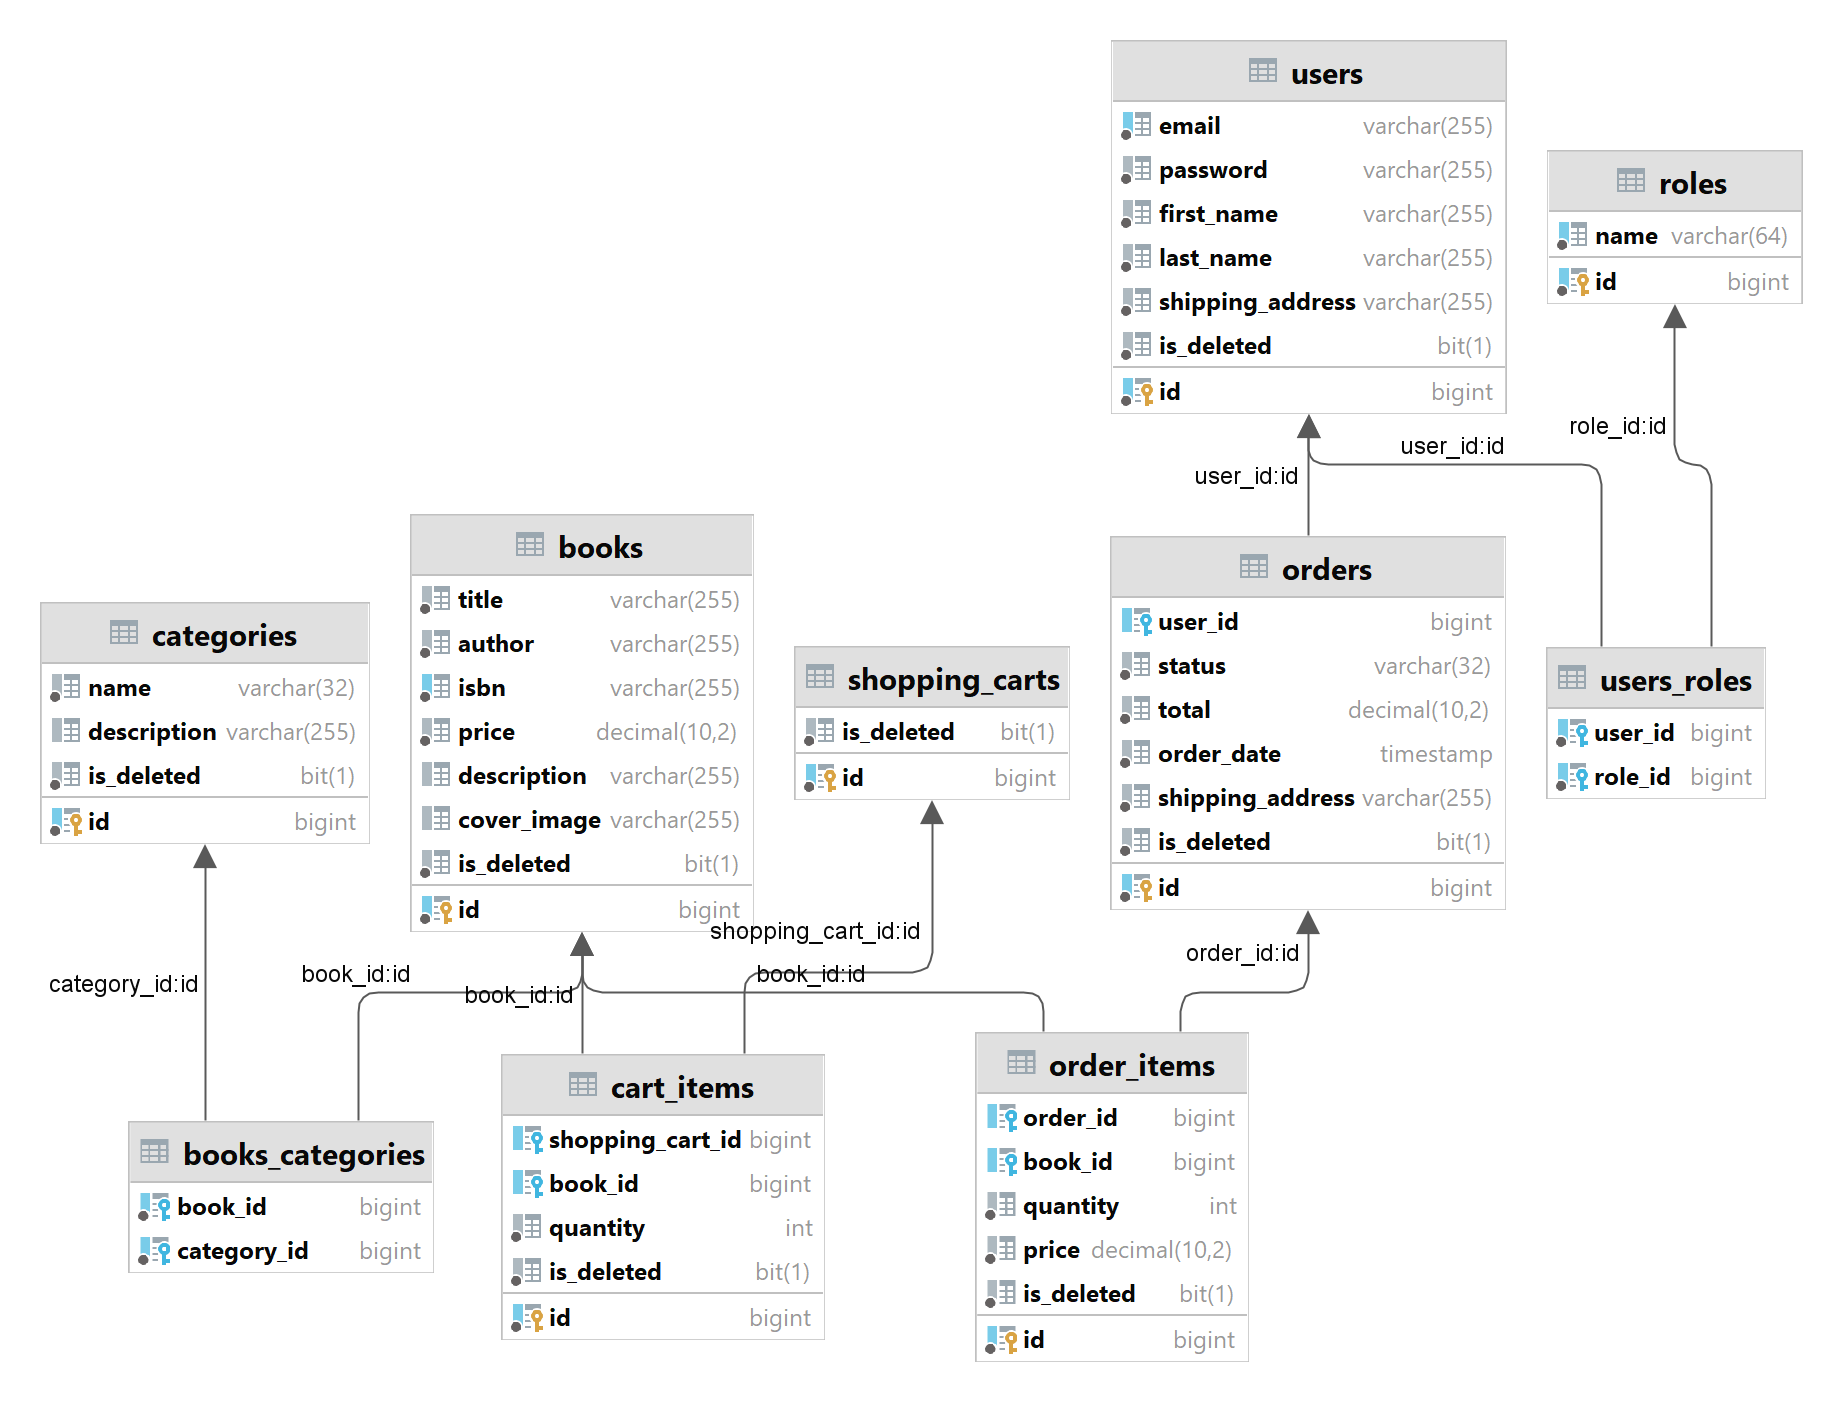 users
email varchar(255)
password varchar(255)
first_name varchar(255)
last_name varchar(255)
shipping_address varchar(255)
is_deleted bit(1)
id bigint
roles
name varchar(64)
id bigint
role_id:id
user_id:id
user_id:id
books
title varchar(255)
author varchar(255)
isbn varchar(255)
price decimal(10,2)
description varchar(255)
cover_image varchar(255)
is_deleted bit(1)
id bigint
orders
user_id bigint
status varchar(32)
total decimal(10,2)
order_date timestamp
shipping_address varchar(255)
is_deleted bit(1)
id bigint
categories
name varchar(32)
description varchar(255)
is_deleted bit(1)
id bigint
shopping_carts
is_deleted bit(1)
id bigint
users_roles
user_id bigint
role_id bigint
shopping_cart_id:id
order_id:id
category_id:id
book_id:id
book_id:id
book_id:id
order_items
order_id bigint
book_id bigint
quantity int
price decimal(10,2)
is_deleted bit(1)
id bigint
cart_items
shopping_cart_id bigint
book_id bigint
quantity int
is_deleted bit(1)
id bigint
books_categories
book_id bigint
category_id bigint